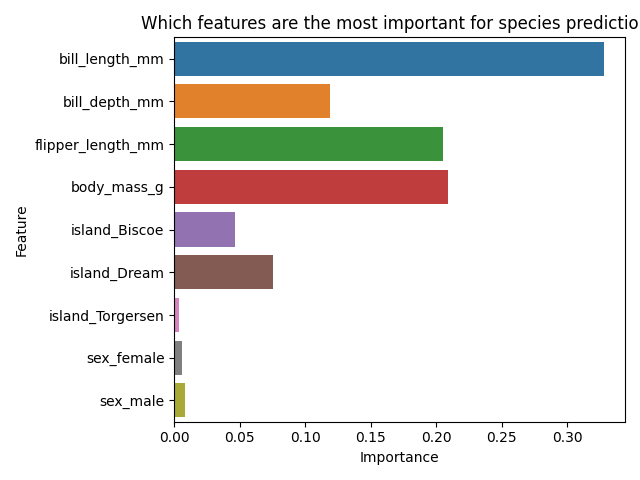 Which features are the most important for species predictio
bill_length_mm
bill_depth_mm
flipper_length_mm
body_mass_g
island_Biscoe
island_Dream
island_Torgersen
sex_female
sex_male
Feature
0.00 0.05 0.10 0.15 0.20 0.25 0.30
Importance